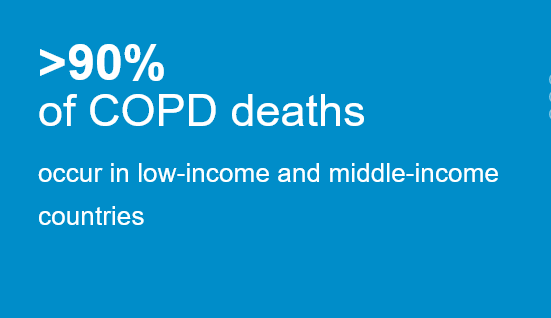 >90%
of COPD deaths
occur in low-income and middle-income
countries